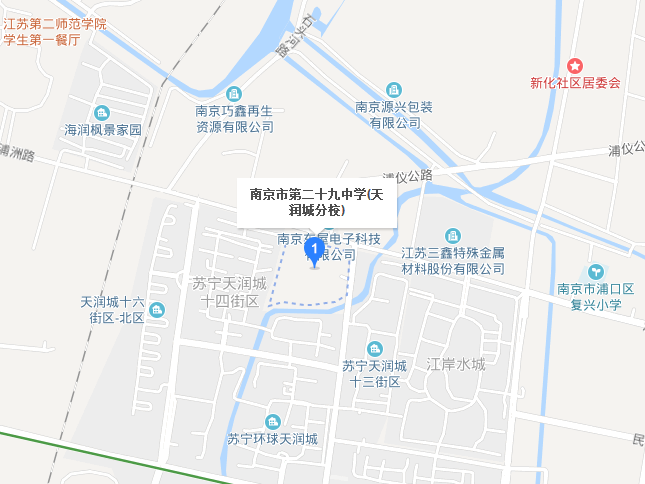 江苏第二师范学院
学生第一餐厅
石头河路
新化社区居委会
南京源兴包装
有限公司
南京巧鑫再生
资源有限公司
海润枫景家园
浦洲路
浦仪公路
浦仪公
南京市第二十九中学(天
润城分校)
南京东屋电子科技
有限公司
1
江苏三鑫特殊金属
材料股份有限公司
苏宁天润城
十四街区
南京市浦口区
复兴小学
天润城十六
街区-北区
苏宁天润城
十三街区
江岸水城
苏宁环球天润城
民